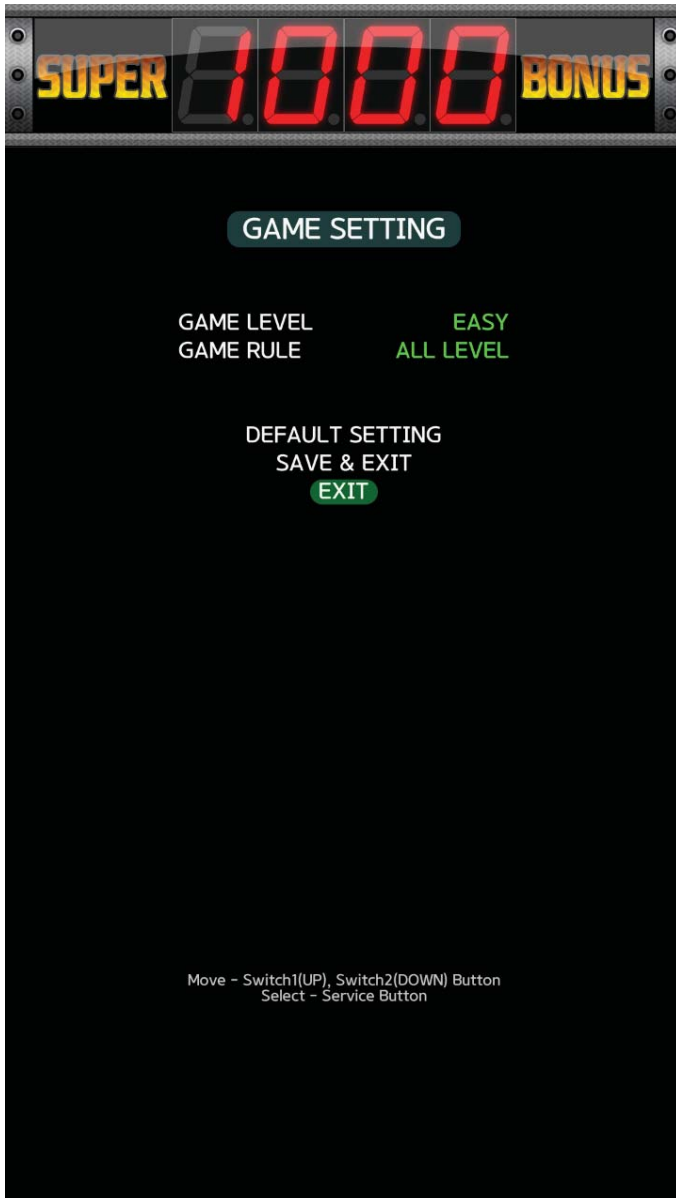 SUPER 1000 BONUS
GAME SETTING
GAME LEVEL EASY
GAME RULE ALL LEVEL
DEFAULT SETTING
SAVE & EXIT
EXIT
Move - Switch1(UP), Switch2(DOWN) Button
Select - Service Button